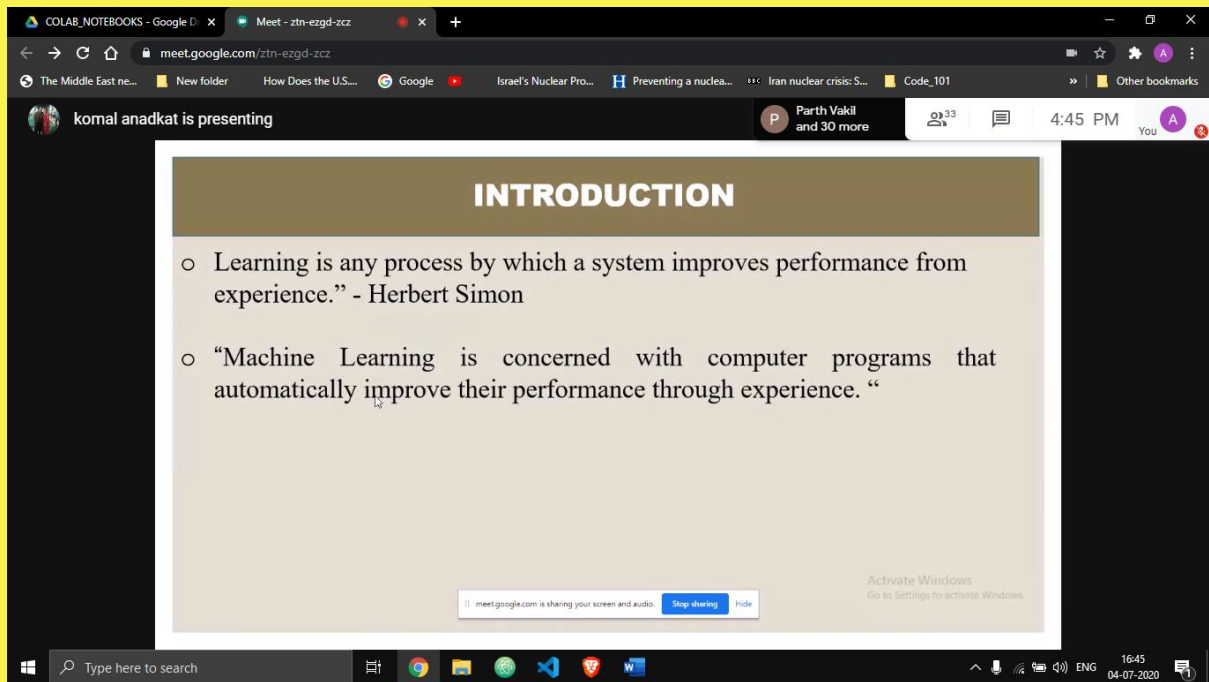 COLAB_NOTEBOOKS - Google D
Meet - ztn-ezgd-zcz
meet.google.com/ztn-ezgd-zcz
A
The Middle East ne...
New folder
How Does the U.S....
Google
Israel's Nuclear Pro...
H Preventing a nuclea...
BBC Iran nuclear crisis: S...
Code_101
»
Other bookmarks
komal anadkat is presenting
P
Parth Vakil
and 30 more
33
4:45 PM
You
A
INTRODUCTION
o Learning is any process by which a system improves performance from
experience.” - Herbert Simon
o “Machine Learning is concerned with computer programs that
automatically improve their performance through experience. “
Activate Windows
Go to Settings to activate Windows.
meet.google.com is sharing your screen and audio.
Stop sharing
Hide
Type here to search
W
ENG
16:45
04-07-2020
1